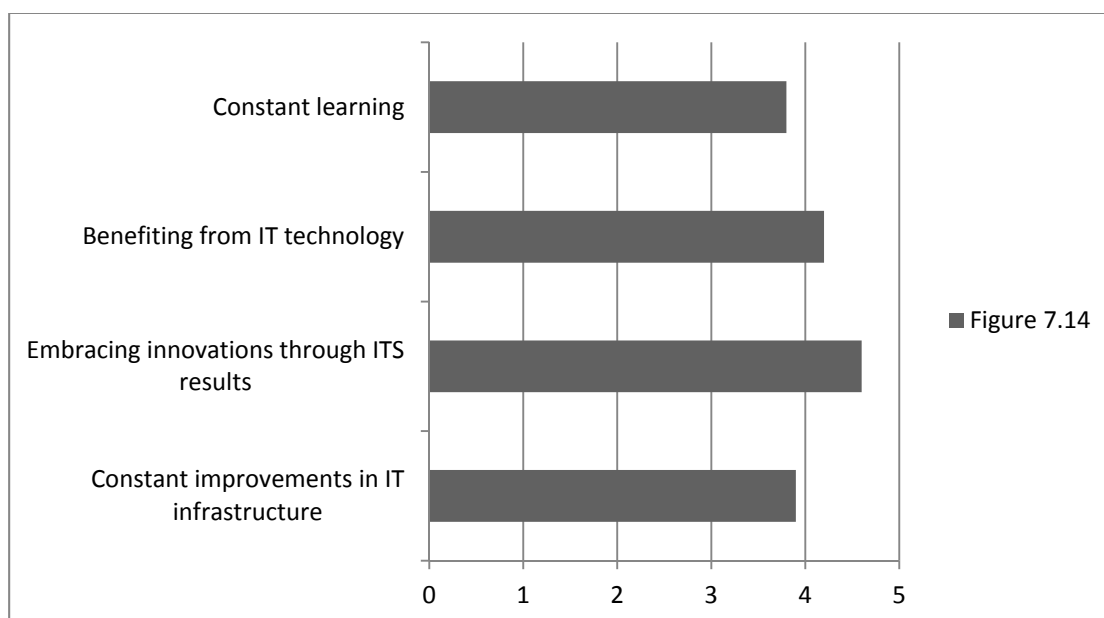 Constant learning
Benefiting from IT technology
Embracing innovations through ITS
results
Constant improvements in IT
infrastructure
Figure 7.14
0 1 2 3 4 5